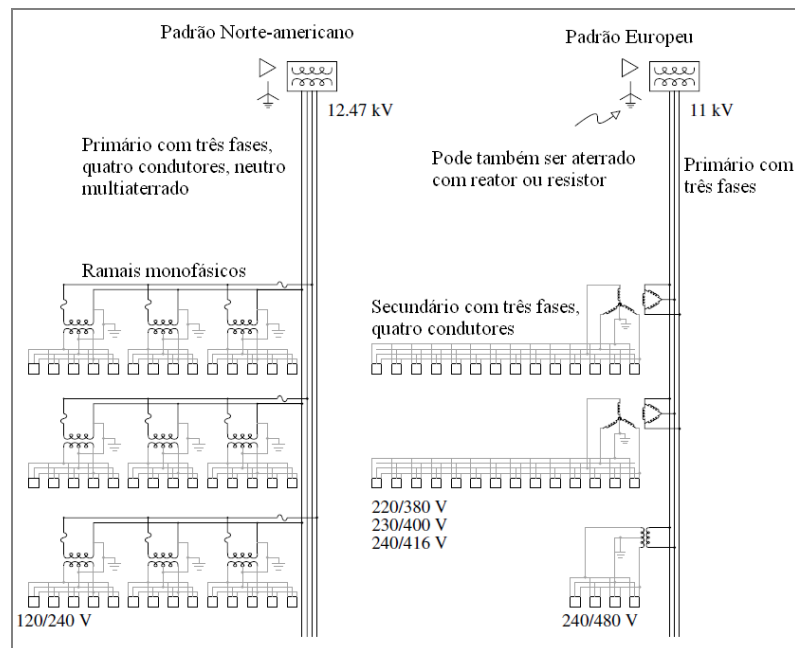 Padrão Norte-americano
12.47 kV
Primário com três fases,
quatro condutores, neutro
multiaterrado
Ramais monofásicos
120/240 V
Padrão Europeu
11 kV
Pode também ser aterrado
com reator ou resistor
Primário com
três fases
Secundário com três fases,
quatro condutores
220/380 V
230/400 V
240/416 V
240/480 V